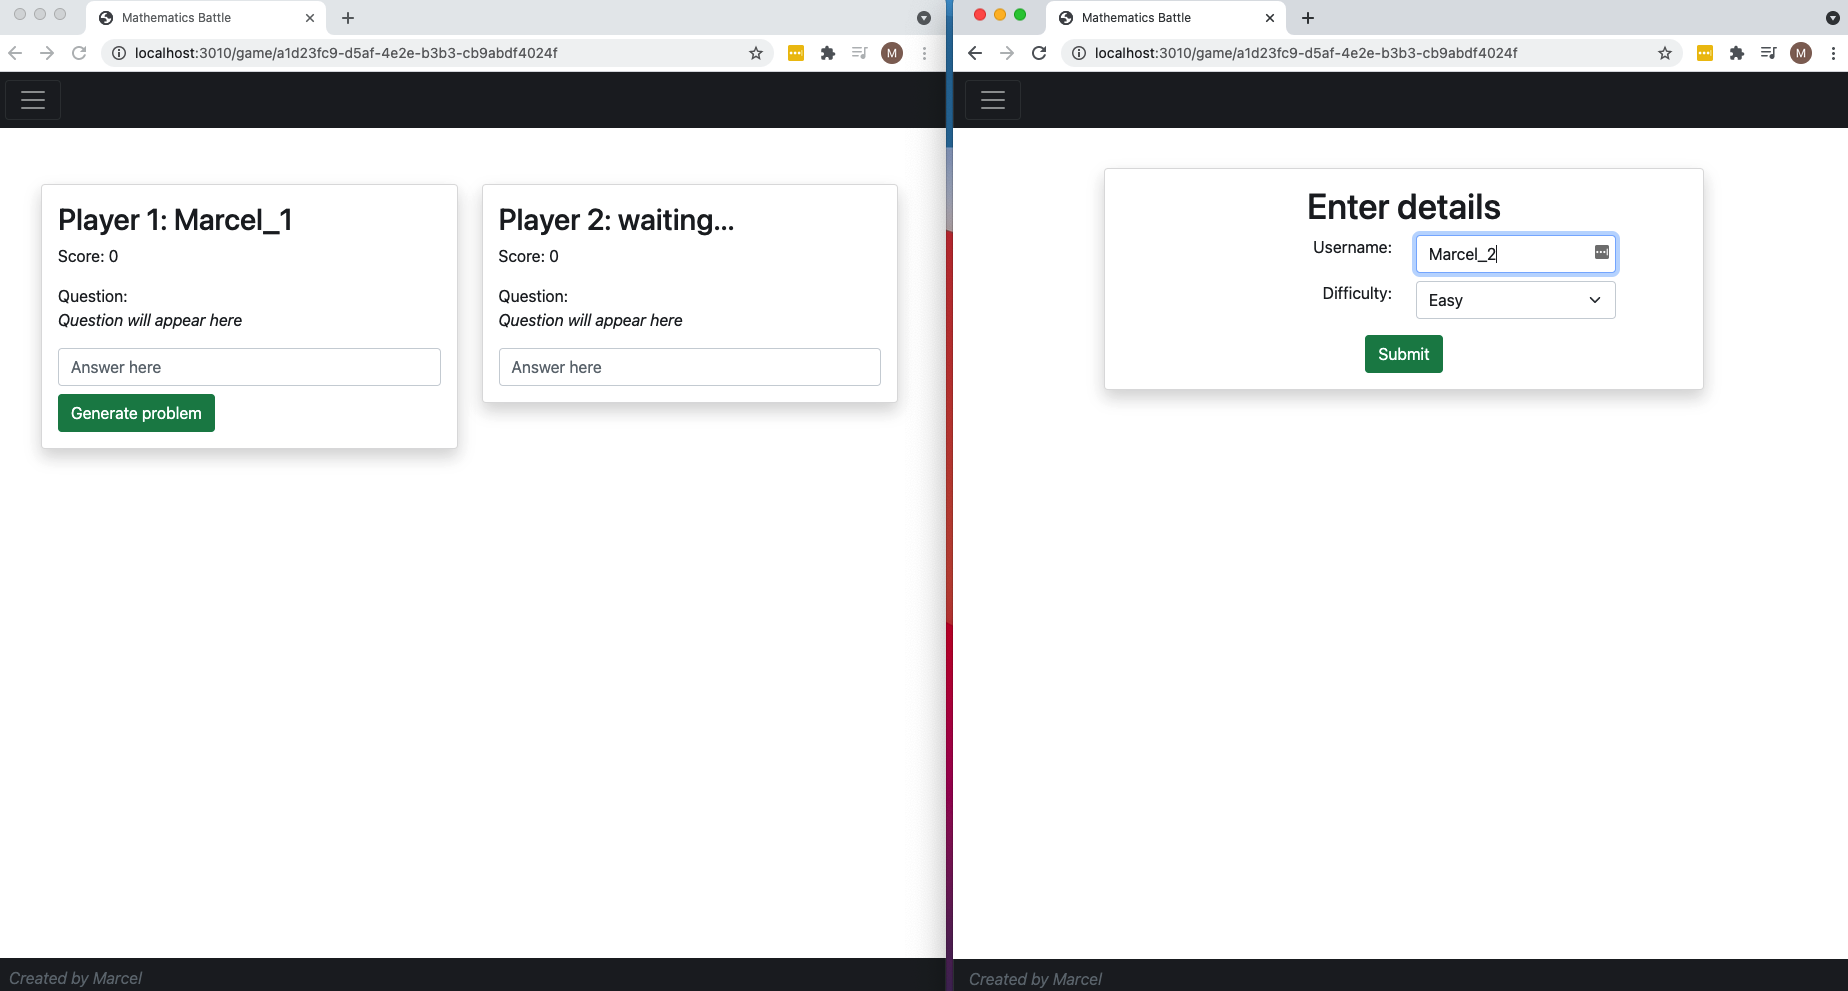 Mathematics Battle
localhost:3010/game/a1d23fc9-d5af-4e2e-b3b3-cb9abdf4024f
M
Player 1: Marcel_1
Score: 0
Question:
Question will appear here
Answer here
Generate problem
Player 2: waiting...
Score: 0
Question:
Question will appear here
Answer here
Created by Marcel
Mathematics Battle
localhost:3010/game/a1d23fc9-d5af-4e2e-b3b3-cb9abdf4024f
M
Enter details
Username:
Marcel_2
Difficulty:
Easy
Submit
Created by Marcel